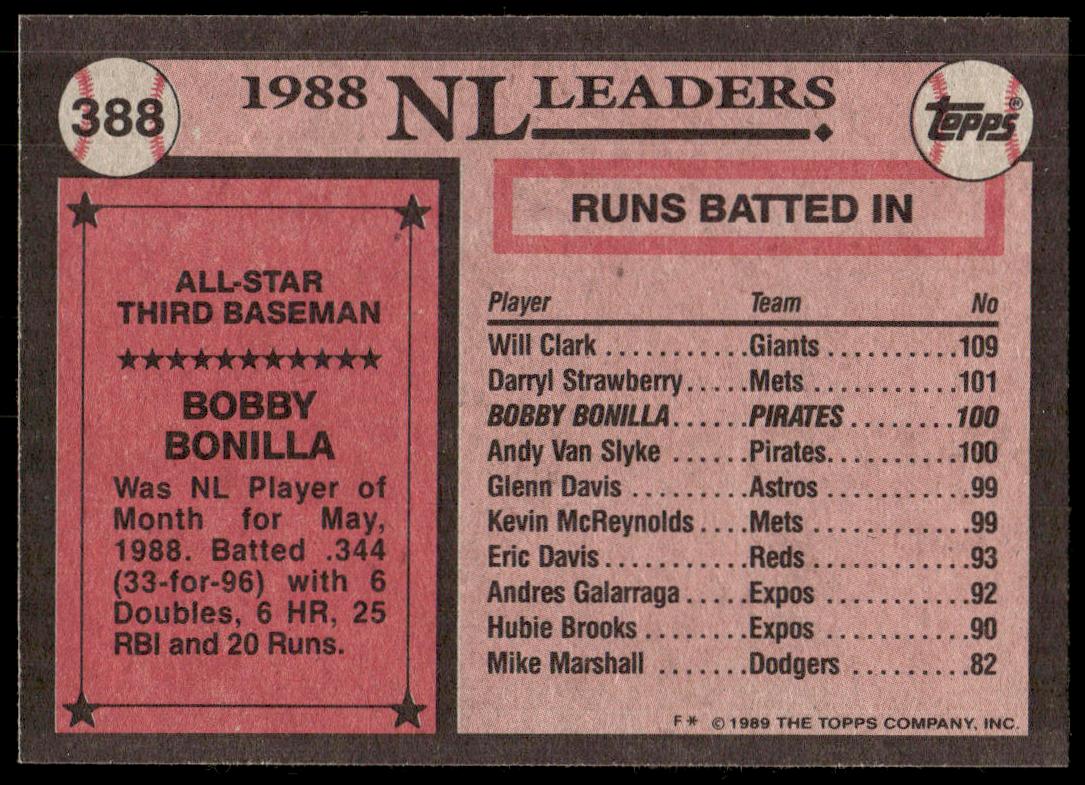 388
1988 NL LEADERS
Topps®
ALL-STAR
THIRD BASEMAN
BOBBY
BONILLA
Was NL Player of
Month for May,
1988. Batted .344
(33-for-96) with 6
Doubles, 6 HR, 25
RBI and 20 Runs.
RUNS BATTED IN
Player Team No
Will Clark ........... Giants .......... 109
Darryl Strawberry ..... Mets ........... 101
BOBBY BONILLA ...... PIRATES ........ 100
Andy Van Slyke ...... Pirates .......... 100
Glenn Davis ......... Astros ........... 99
Kevin McReynolds .... Mets ............ 99
Eric Davis ............ Reds ............ 93
Andres Galarraga ..... Expos ........... 92
Hubie Brooks ........ Expos ........... 90
Mike Marshall ....... Dodgers ......... 82
F* © 1989 THE TOPPS COMPANY, INC.